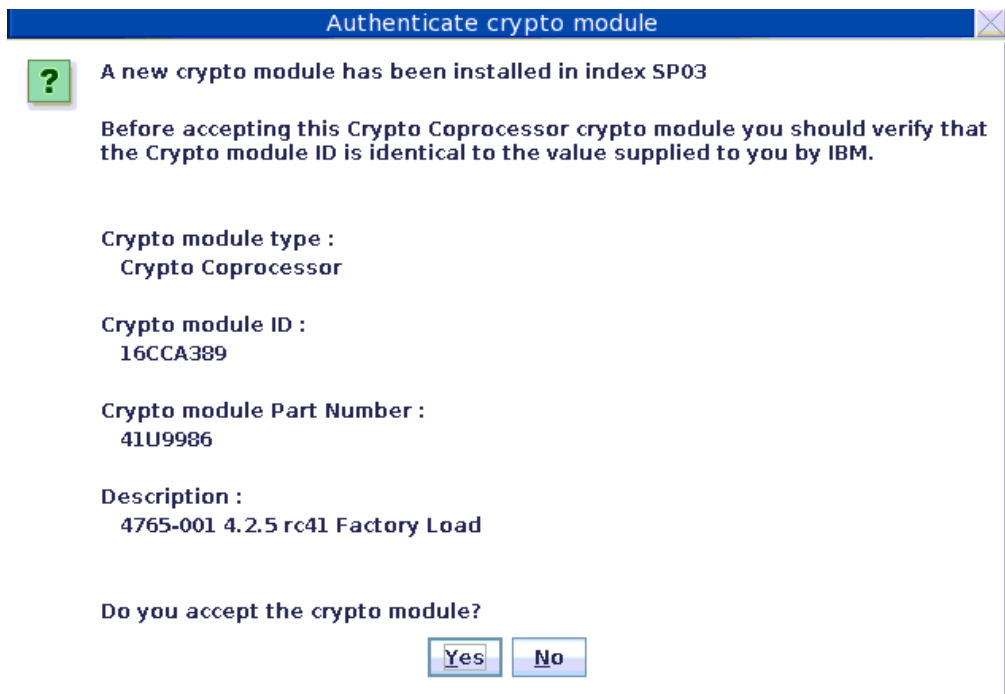 Authenticate crypto module
?
A new crypto module has been installed in index SP03
Before accepting this Crypto Coprocessor crypto module you should verify that
the Crypto module ID is identical to the value supplied to you by IBM.
Crypto module type :
Crypto Coprocessor
Crypto module ID :
16CCA389
Crypto module Part Number :
41U9986
Description :
4765-001 4.2.5 rc41 Factory Load
Do you accept the crypto module?
Yes No